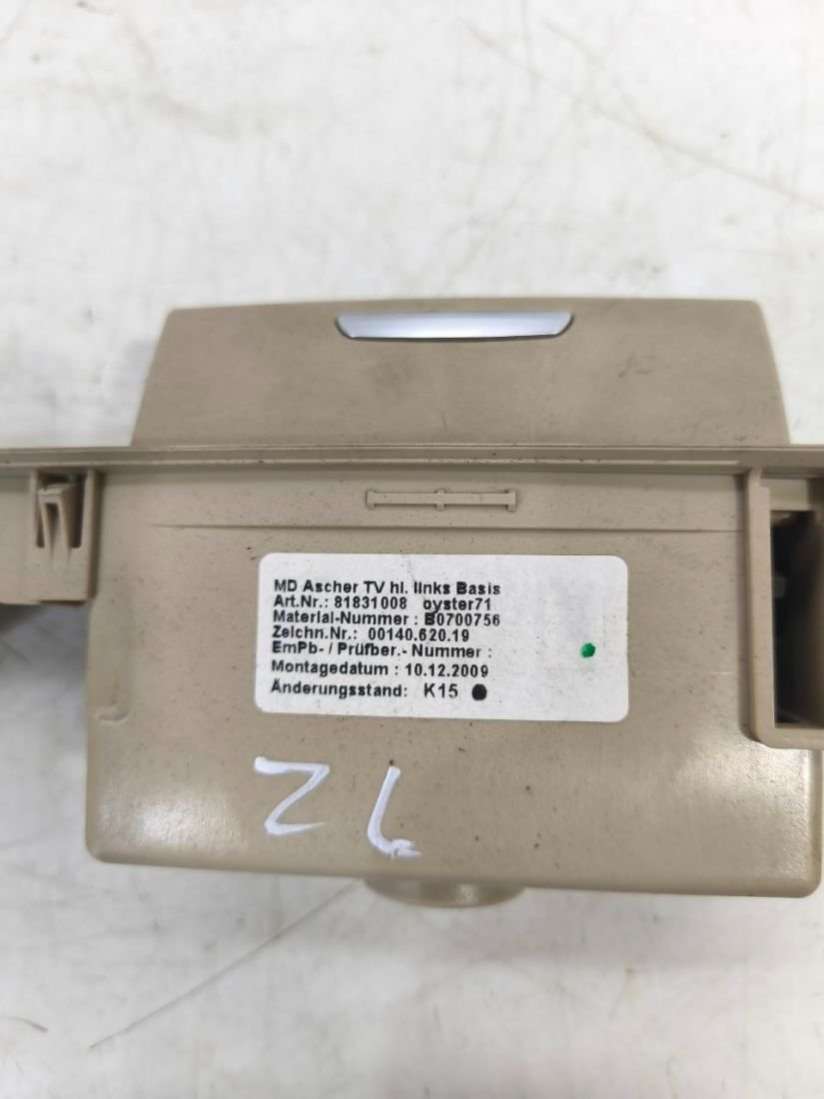 MD Ascher TV hl. links Basis
Art.Nr.: 81831008 oyster71
Material-Nummer : B0700756
Zeichn.Nr.: 00140.620.19
EmPb- / Prüfber.- Nummer :
Montagedatum : 10.12.2009
Änderungsstand: K15